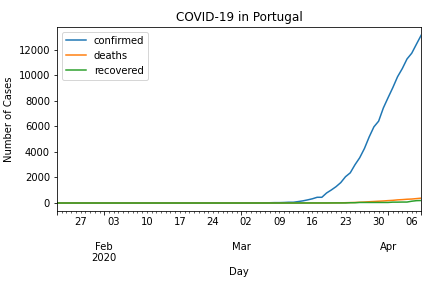 COVID-19 in Portugal
confirmed
deaths
recovered
Number of Cases
12000
10000
8000
6000
4000
2000
0
27 03 10 17 24 02 09 16 23 30 06
Feb Mar Apr
2020
Day